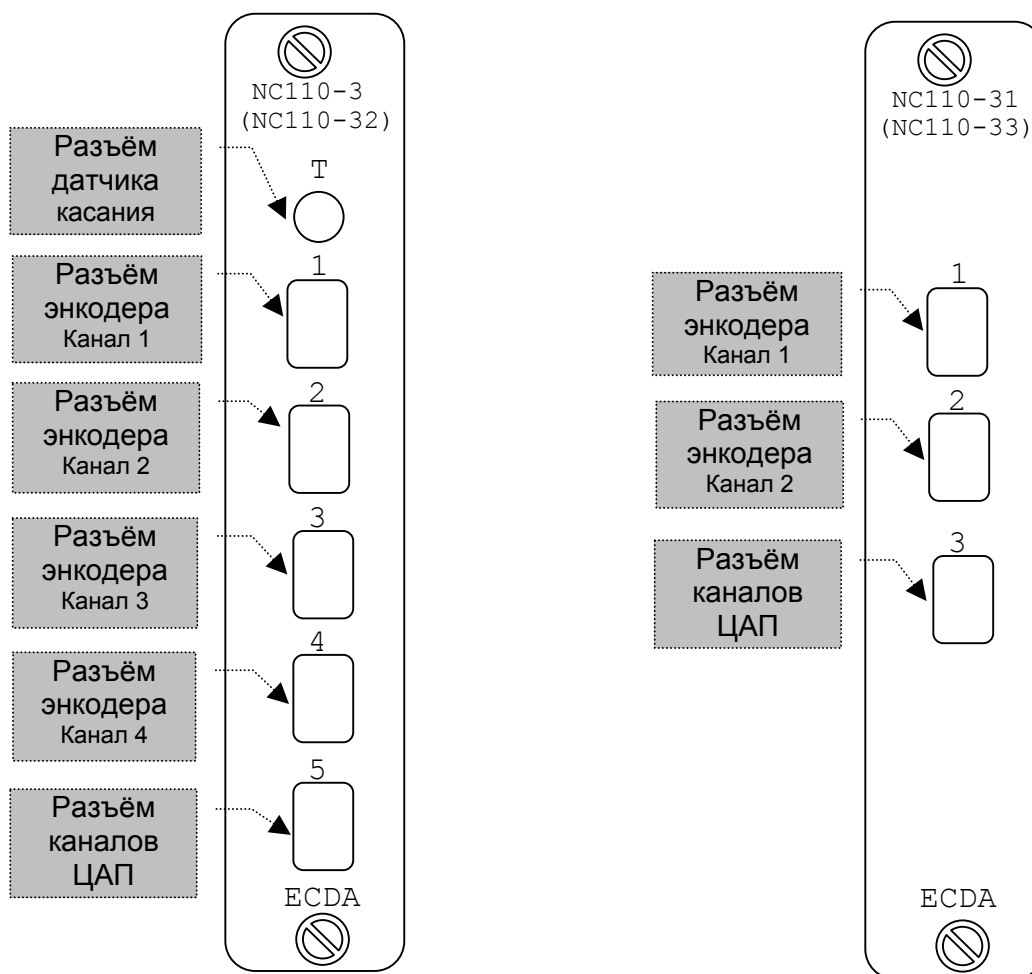 NC110-3
(NC110-32)
Разъём
датчика
касания
T
Разъём
энкодера
Канал 1
1
Разъём
энкодера
Канал 2
2
Разъём
энкодера
Канал 3
3
Разъём
энкодера
Канал 4
4
Разъём
каналов
ЦАП
5
ECDA
NC110-31
(NC110-33)
Разъём
энкодера
Канал 1
1
Разъём
энкодера
Канал 2
2
Разъём
каналов
ЦАП
3
ECDA